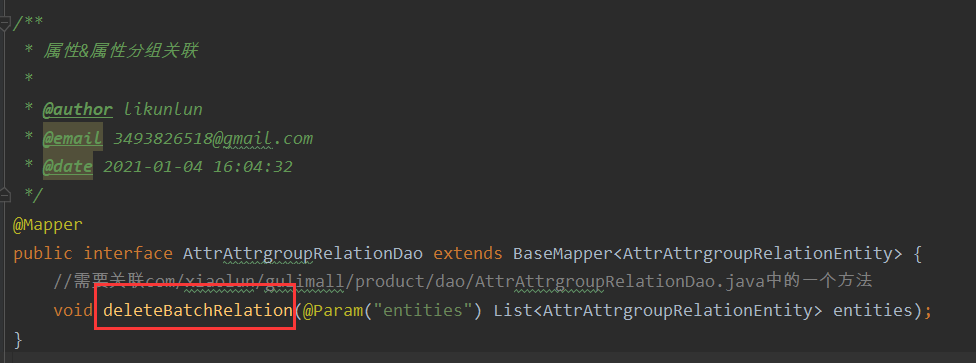 /**
 * 属性&属性分组关联
 *
 * @author likunlun
 * @email 3493826518@gmail.com
 * @date 2021-01-04 16:04:32
 */
@Mapper
public interface AttrAttrgroupRelationDao extends BaseMapper<AttrAttrgroupRelationEntity> {
    //需要关联com/xiaolun/gulimall/product/dao/AttrAttrgroupRelationDao.java中的一个方法
    void deleteBatchRelation(@Param("entities") List<AttrAttrgroupRelationEntity> entities);
}